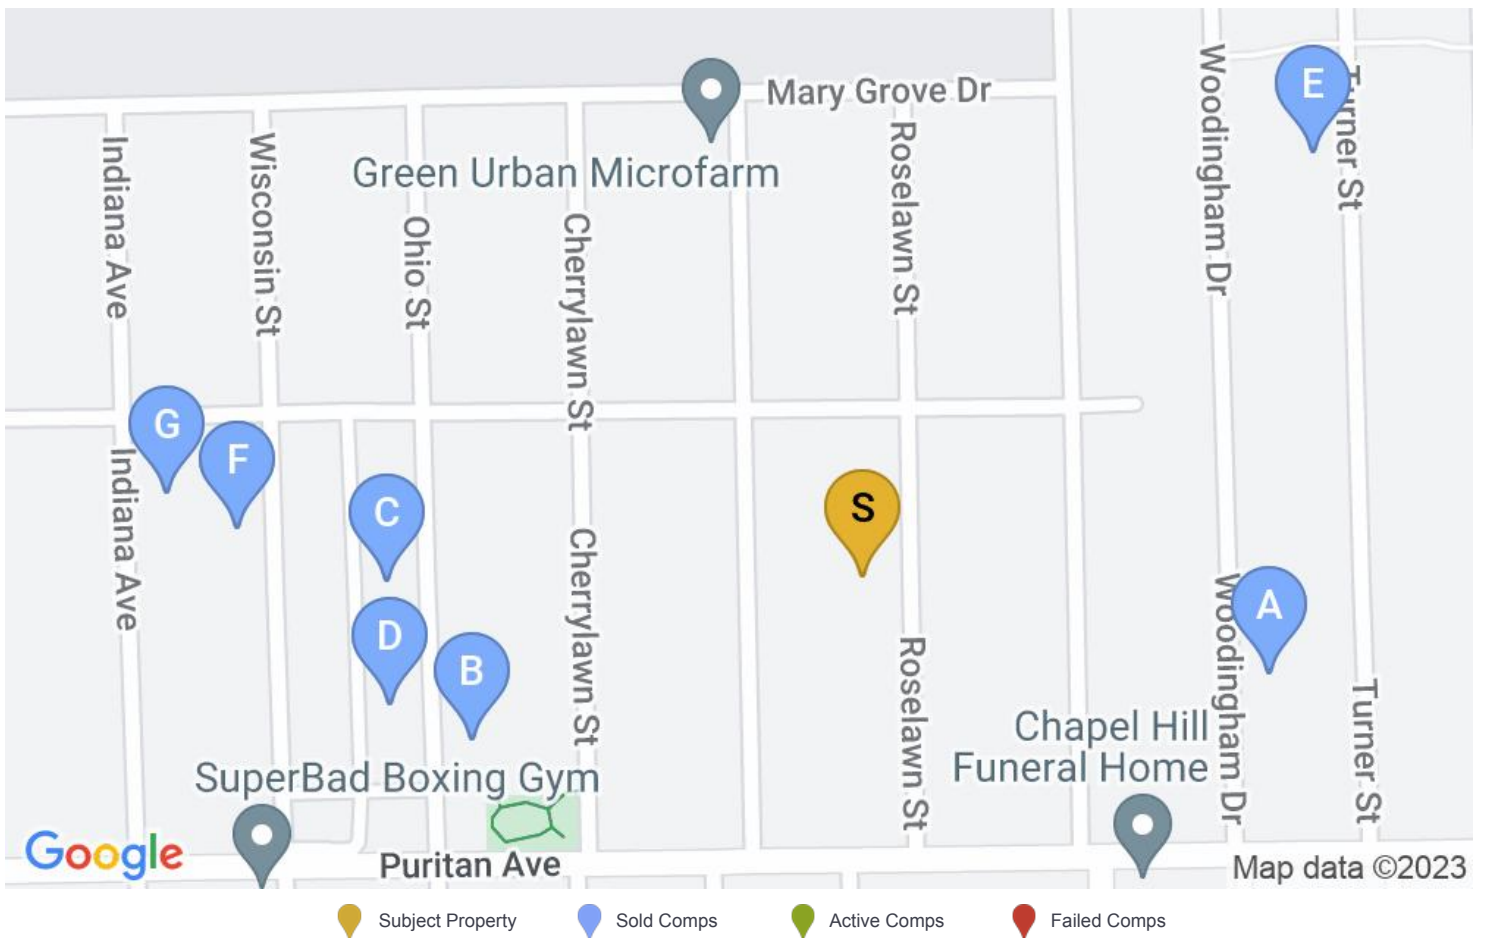 Mary Grove Dr
Woodingham Dr
E
Turner St
Indiana Ave
Wisconsin St
Ohio St
Cherrylawn St
Green Urban Microfarm
Roselawn St
G
F
C
S
Indiana Ave
Cherrylawn St
D
B
A
Roselawn St
Woodingham Dr
Turner St
Chapel Hill
Funeral Home
SuperBad Boxing Gym
Google
Puritan Ave
Map data ©2023
Subject Property
Sold Comps
Active Comps
Failed Comps